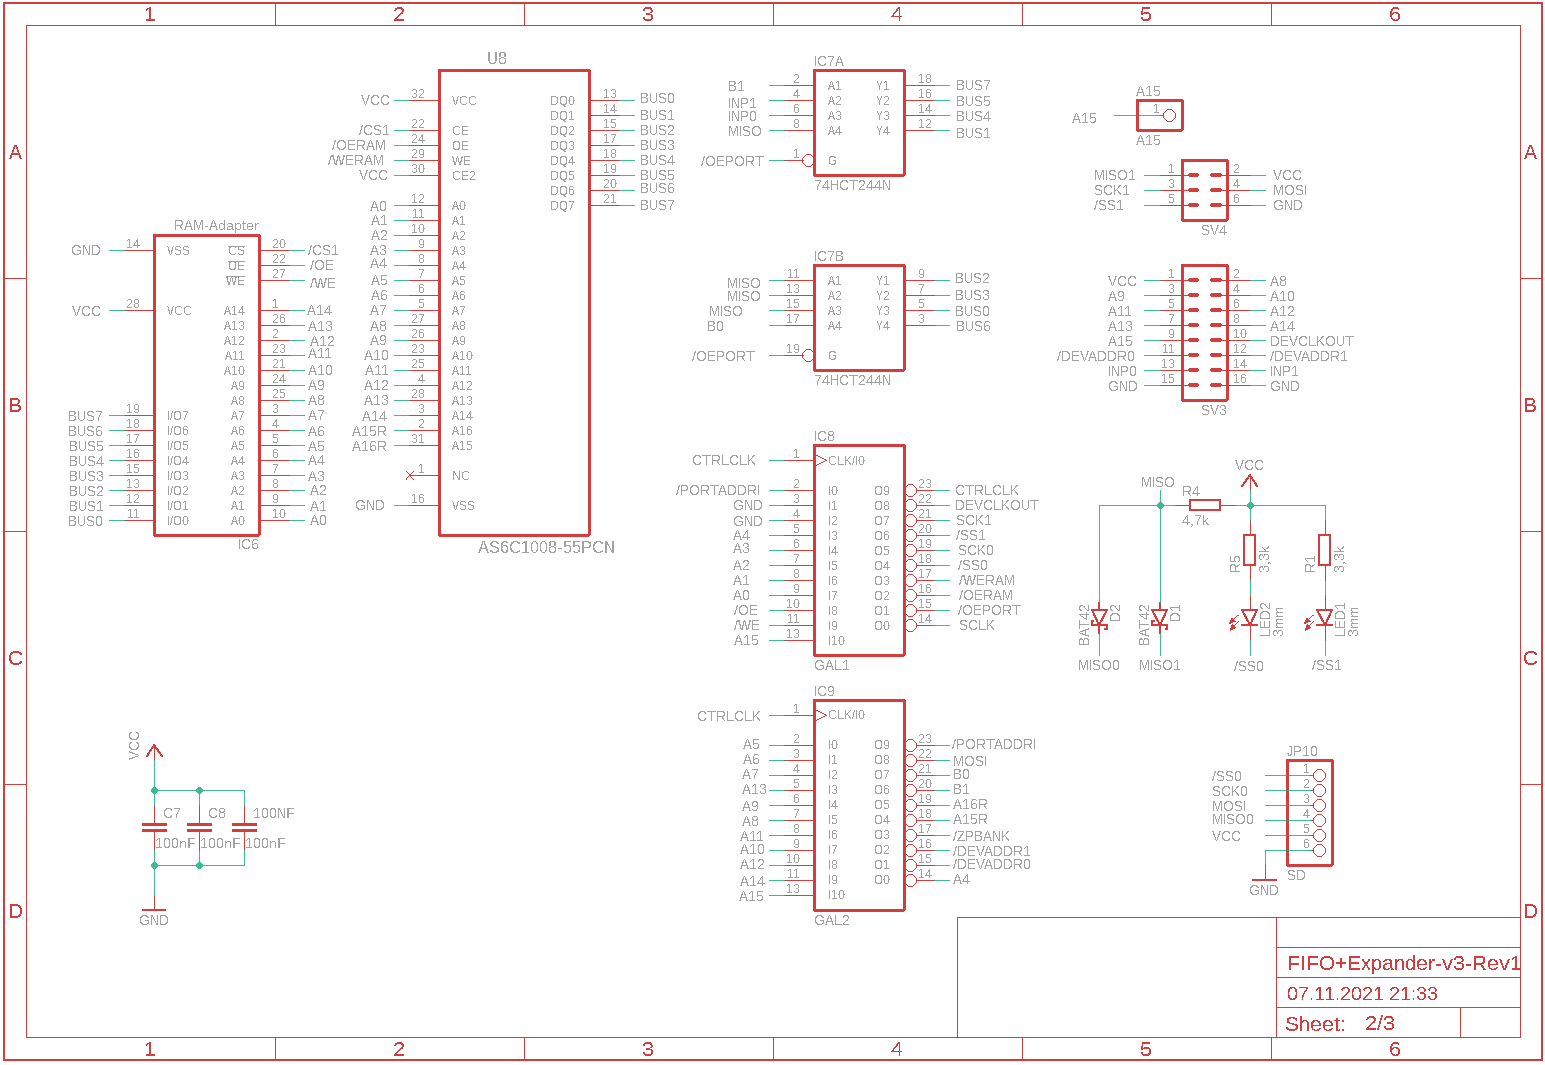 1 2 3 4 5 6
A
B
C
D
A
B
C
D
1 2 3 4 5 6
RAM-Adapter
GND 14 VSS CS 20 /CS1
OE 22 /OE
WE 27 /WE
VCC 28 VCC A14 1 A14
A13 26 A13
A12 2 A12
A11 23 A11
A10 21 A10
A9 24 A9
A8 25 A8
BUS7 19 I/O7 A7 3 A7
BUS6 18 I/O6 A6 4 A6
BUS5 17 I/O5 A5 5 A5
BUS4 16 I/O4 A4 6 A4
BUS3 15 I/O3 A3 7 A3
BUS2 13 I/O2 A2 8 A2
BUS1 12 I/O1 A1 9 A1
BUS0 11 I/O0 A0 10 A0
IC6
U8
VCC 32 VCC DQ0 13 BUS0
DQ1 14 BUS1
/CS1 22 CE DQ2 15 BUS2
/OERAM 24 OE DQ3 17 BUS3
/WERAM 29 WE DQ4 18 BUS4
VCC 30 CE2 DQ5 19 BUS5
DQ6 20 BUS6
A0 12 A0 DQ7 21 BUS7
A1 11 A1
A2 10 A2
A3 9 A3
A4 8 A4
A5 7 A5
A6 6 A6
A7 5 A7
A8 27 A8
A9 26 A9
A10 23 A10
A11 25 A11
A12 4 A12
A13 28 A13
A14 3 A14
A15R 2 A16
A16R 31 A15
1 NC
GND 16 VSS
AS6C1008-55PCN
IC7A
B1 2 A1 Y1 18 BUS7
INP1 4 A2 Y2 16 BUS5
INP0 6 A3 Y3 14 BUS4
MISO 8 A4 Y4 12 BUS1
/OEPORT 1 G
74HCT244N
IC7B
MISO 11 A1 Y1 9 BUS2
MISO 13 A2 Y2 7 BUS3
MISO 15 A3 Y3 5 BUS0
B0 17 A4 Y4 3 BUS6
/OEPORT 19 G
74HCT244N
IC8
CTRLCLK 1 CLK/I0
/PORTADDRI 2 I0 O9 23 CTRLCLK
GND 3 I1 O8 22 DEVCLKOUT
GND 4 I2 O7 21 SCK1
A4 5 I3 O6 20 /SS1
A3 6 I4 O5 19 SCK0
A2 7 I5 O4 18 /SS0
A1 8 I6 O3 17 /WERAM
A0 9 I7 O2 16 /OERAM
/OE 10 I8 O1 15 /OEPORT
/WE 11 I9 O0 14 SCLK
A15 13 I10
GAL1
IC9
CTRLCLK 1 CLK/I0
A5 2 I0 O9 23 /PORTADDRI
A6 3 I1 O8 22 MOSI
A7 4 I2 O7 21 B0
A13 5 I3 O6 20 B1
A9 6 I4 O5 19 A16R
A8 7 I5 O4 18 A15R
A11 8 I6 O3 17 /ZPBANK
A10 9 I7 O2 16 /DEVADDR1
A12 10 I8 O1 15 /DEVADDR0
A14 11 I9 O0 14 A4
A15 13 I10
GAL2
A15
A15 1
A15
MISO1 1 2 VCC
SCK1 3 4 MOSI
/SS1 5 6 GND
SV4
VCC 1 2 A8
A9 3 4 A10
A11 5 6 A12
A13 7 8 A14
A15 9 10 DEVCLKOUT
/DEVADDR0 11 12 /DEVADDR1
INP0 13 14 INP1
GND 15 16 GND
SV3
VCC
MISO R4
4,7k
R5 3,3k R1 3,3k
BAT42 D2 BAT42 D1 LED2 3mm LED1 3mm
MISO0 MISO1 /SS0 /SS1
VCC
C7 C8 100NF
100nF 100nF 100nF
GND
JP10
/SS0 1
SCK0 2
MOSI 3
MISO0 4
VCC 5
6
SD
GND
FIFO+Expander-v3-Rev1
07.11.2021 21:33
Sheet: 2/3